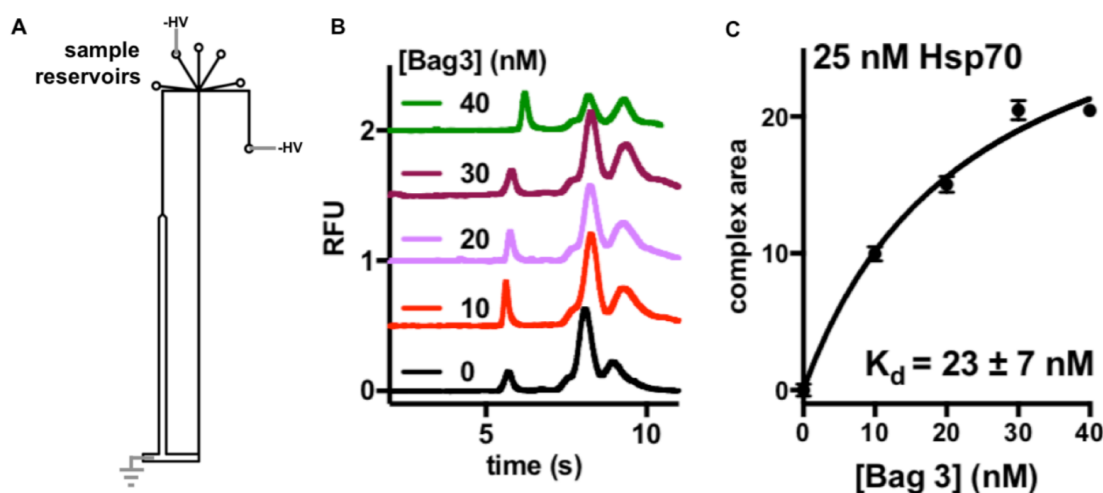 A
-HV
sample
reservoirs
-HV
B
[Bag3] (nM)
40
30
20
10
0
2
1
0
RFU
5
10
time (s)
C
25 nM Hsp70
20
10
0
complex area
K_d = 23 ± 7 nM
0
10
20
30
40
[Bag 3] (nM)